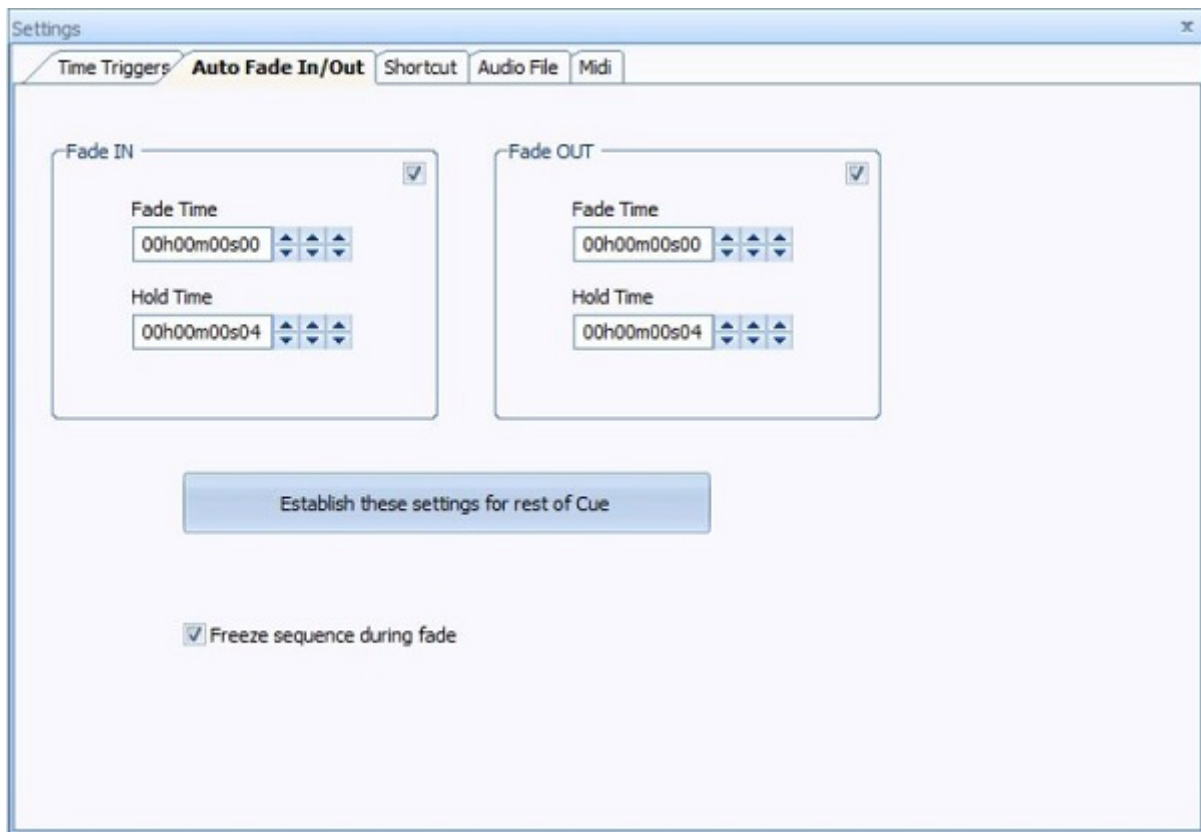 Settings x
Time Triggers Auto Fade In/Out Shortcut Audio File Midi
Fade IN
Fade Time
00h00m00s00
Hold Time
00h00m00s04
Fade OUT
Fade Time
00h00m00s00
Hold Time
00h00m00s04
Establish these settings for rest of Cue
Freeze sequence during fade